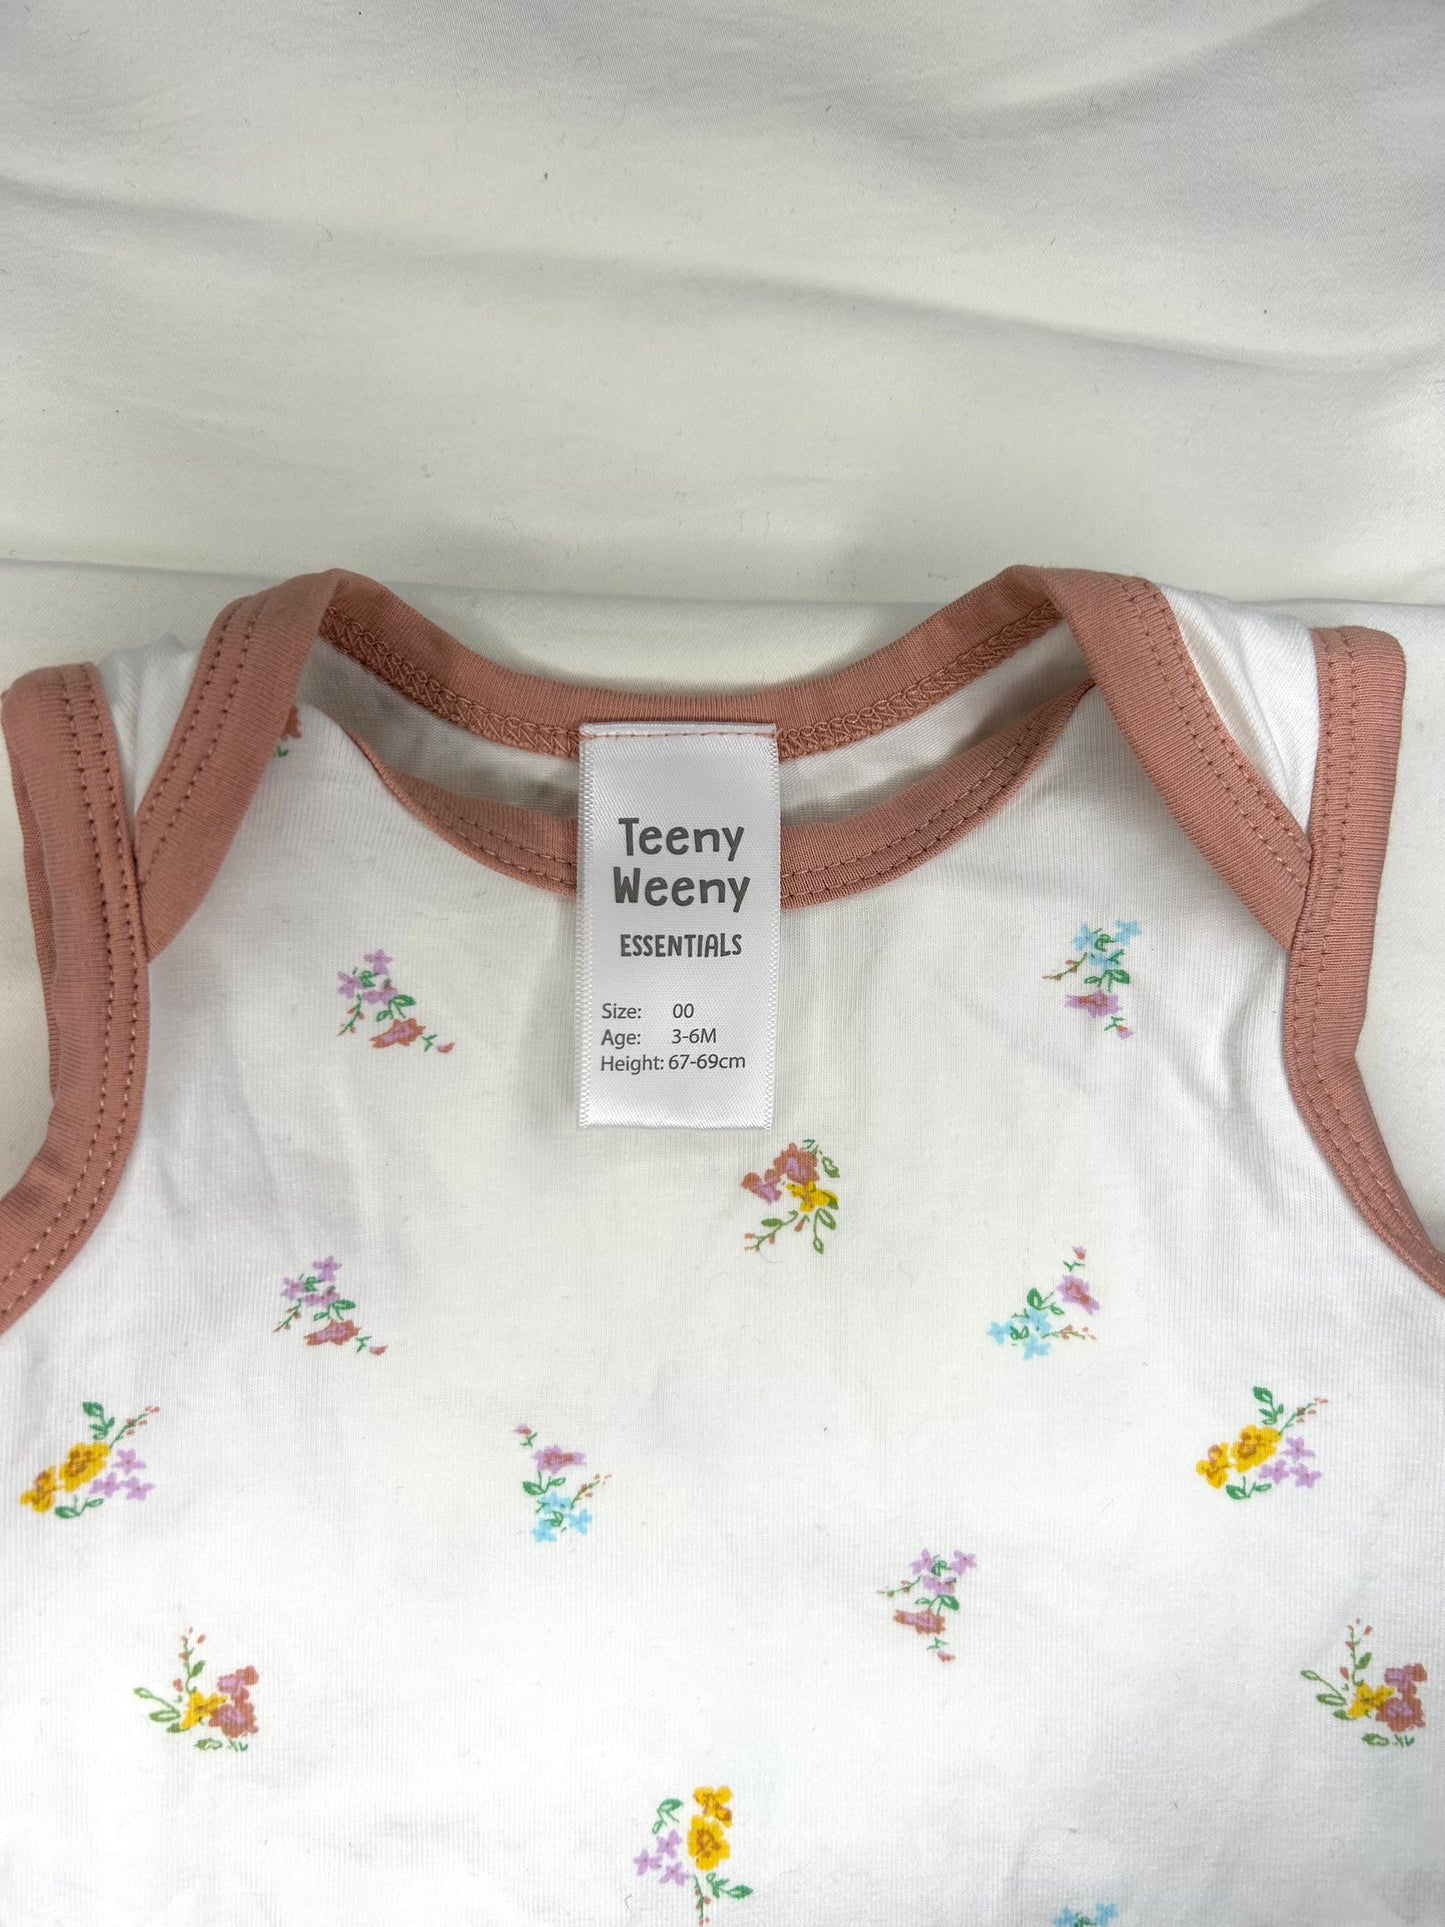 Teeny
Weeny
ESSENTIALS
Size: 00
Age: 3-6M
Height: 67-69cm